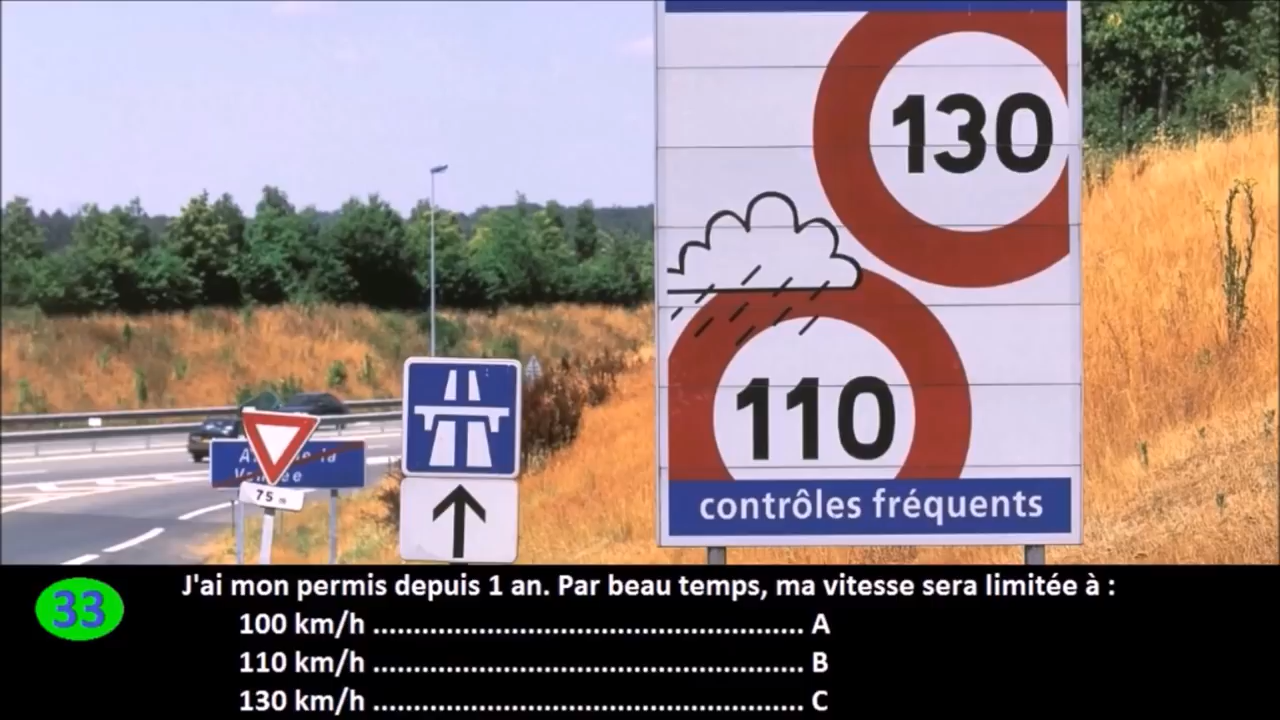 130
110
contrôles fréquents
75 m
33
J'ai mon permis depuis 1 an. Par beau temps, ma vitesse sera limitée à :
100 km/h ..................................................... A
110 km/h ..................................................... B
130 km/h ..................................................... C